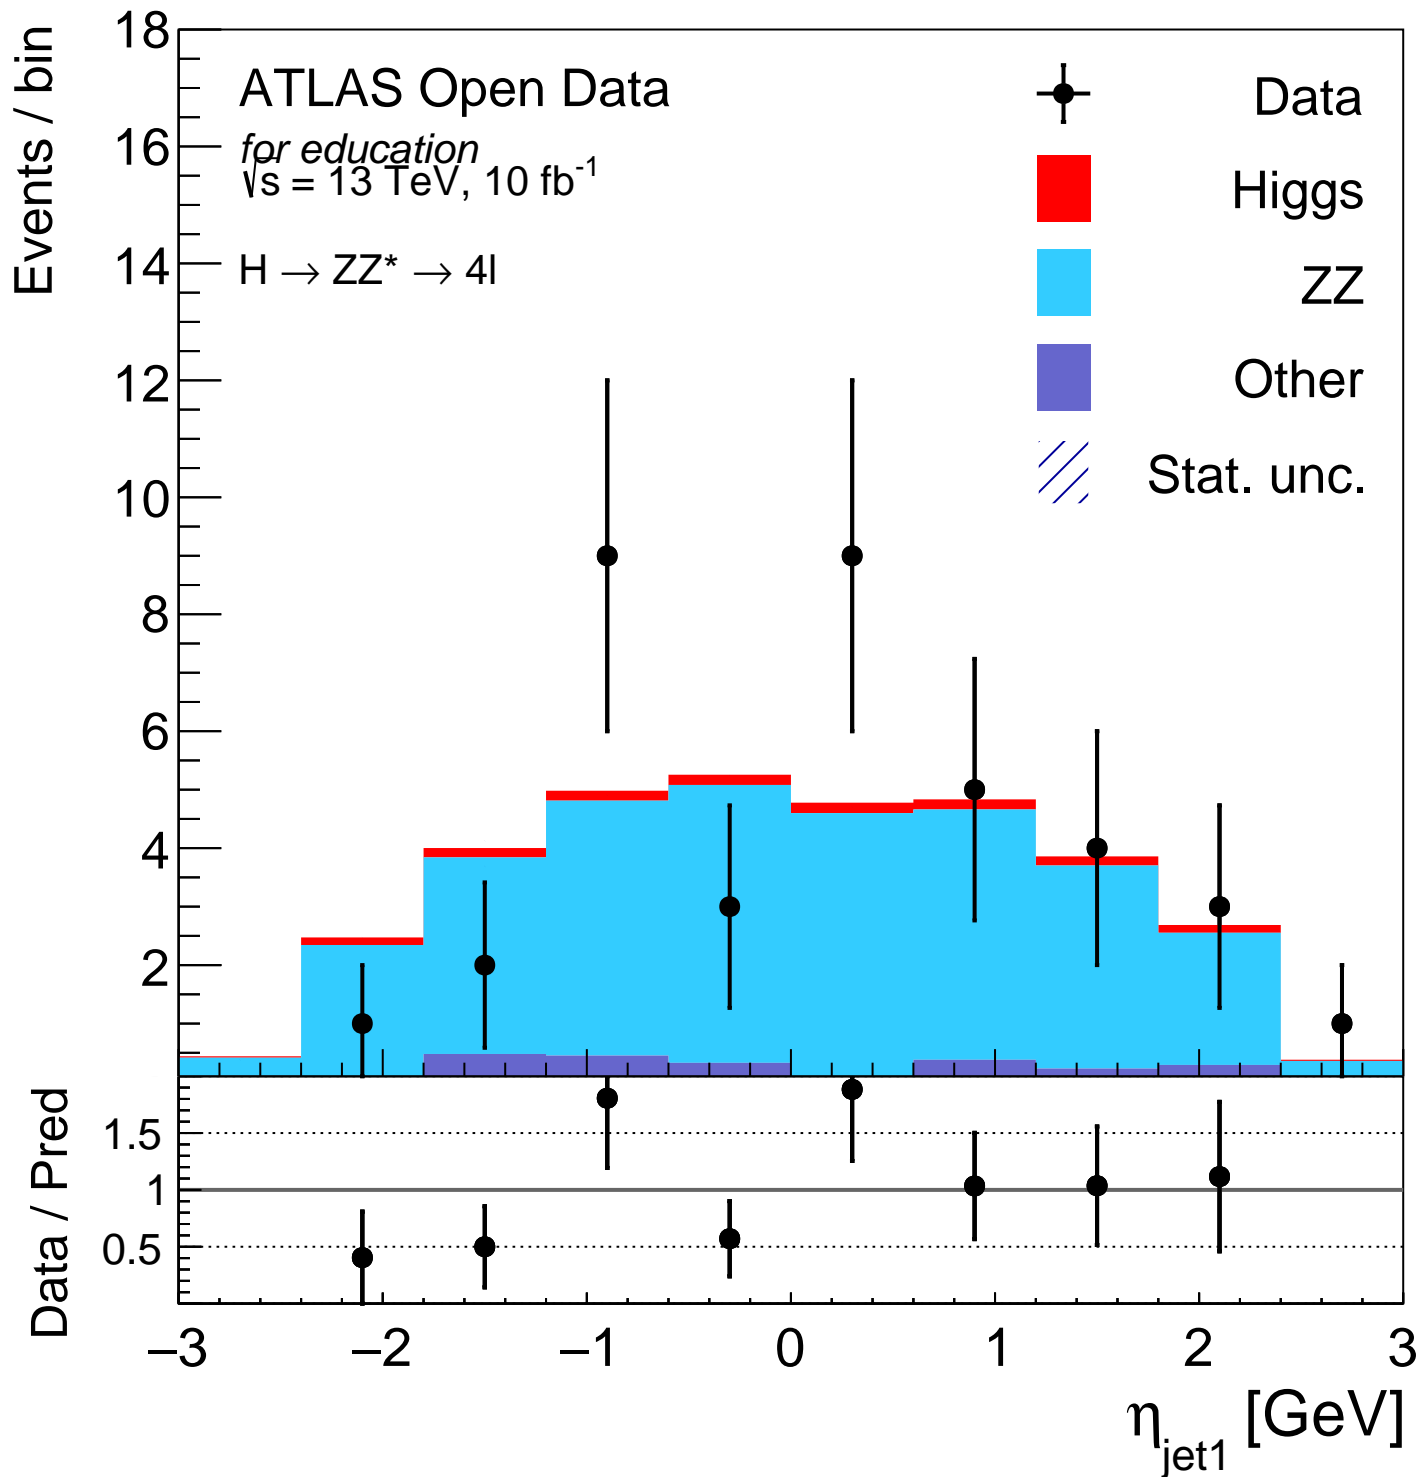 Events / bin
18
16
14
12
10
8
6
4
2
ATLAS Open Data
for education
√s = 13 TeV, 10 fb⁻¹
H → ZZ* → 4l
Data
Higgs
ZZ
Other
Stat. unc.
Data / Pred
1.5
1
0.5
−3 −2 −1 0 1 2 3
η_jet1 [GeV]